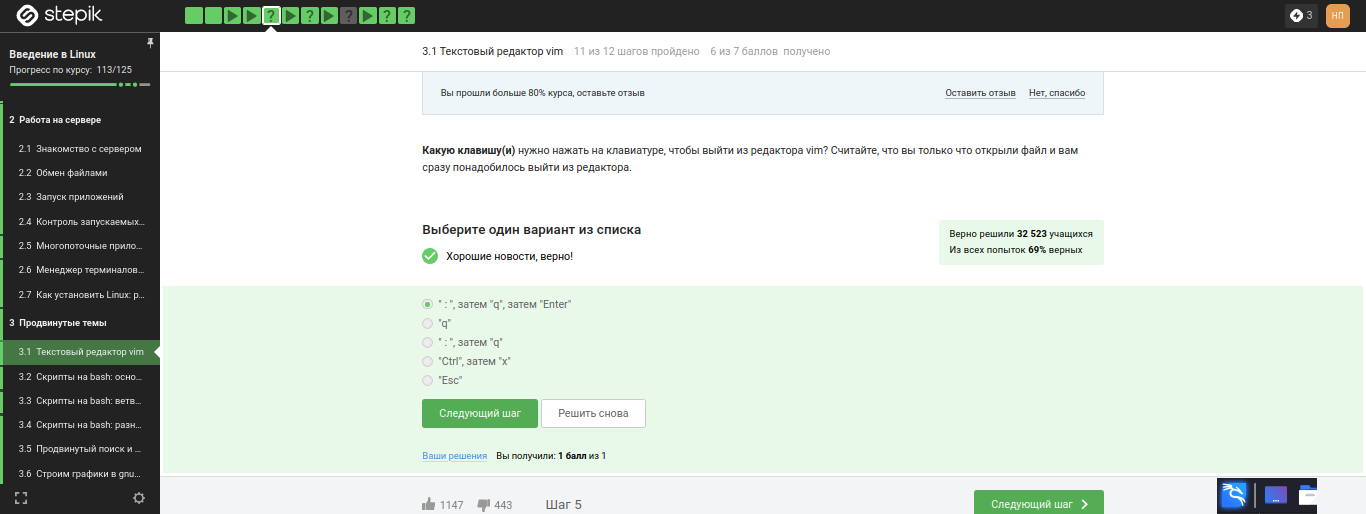 stepik
3
НП
Введение в Linux
Прогресс по курсу: 113/125
2 Работа на сервере
2.1 Знакомство с сервером
2.2 Обмен файлами
2.3 Запуск приложений
2.4 Контроль запускаемых...
2.5 Многопоточные прило...
2.6 Менеджер терминалов...
2.7 Как установить Linux: р...
3 Продвинутые темы
3.1 Текстовый редактор vim
3.2 Скрипты на bash: осно...
3.3 Скрипты на bash: ветв...
3.4 Скрипты на bash: разн...
3.5 Продвинутый поиск и ...
3.6 Строим графики в gnu...
3.1 Текстовый редактор vim 11 из 12 шагов пройдено 6 из 7 баллов получено
Вы прошли больше 80% курса, оставьте отзыв
Оставить отзыв Нет, спасибо
Какую клавишу(и) нужно нажать на клавиатуре, чтобы выйти из редактора vim? Считайте, что вы только что открыли файл и вам
сразу понадобилось выйти из редактора.
Выберите один вариант из списка
Хорошие новости, верно!
Верно решили 32 523 учащихся
Из всех попыток 69% верных
" : ", затем "q", затем "Enter"
"q"
" : ", затем "q"
"Ctrl", затем "x"
"Esc"
Следующий шаг Решить снова
Ваши решения Вы получили: 1 балл из 1
1147 443 Шаг 5
Следующий шаг